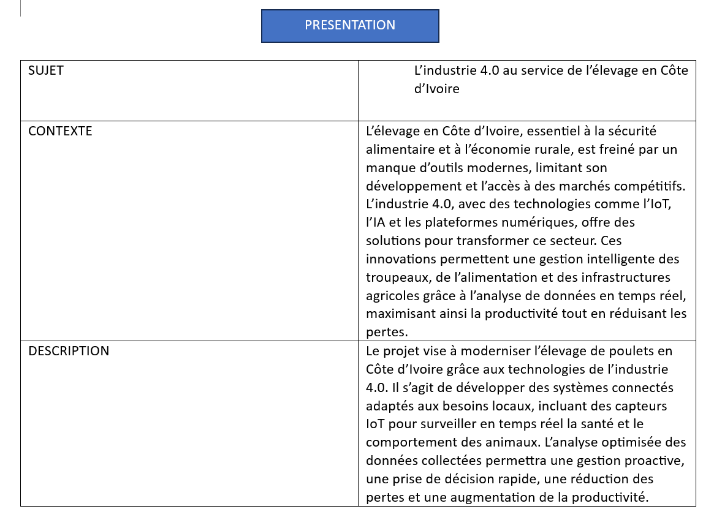 PRESENTATION
SUJET
L’industrie 4.0 au service de l’élevage en Côte
d’Ivoire
CONTEXTE
L’élevage en Côte d’Ivoire, essentiel à la sécurité
alimentaire et à l’économie rurale, est freiné par un
manque d’outils modernes, limitant son
développement et l’accès à des marchés compétitifs.
L’industrie 4.0, avec des technologies comme l’IoT,
l’IA et les plateformes numériques, offre des
solutions pour transformer ce secteur. Ces
innovations permettent une gestion intelligente des
troupeaux, de l’alimentation et des infrastructures
agricoles grâce à l’analyse de données en temps réel,
maximisant ainsi la productivité tout en réduisant les
pertes.
DESCRIPTION
Le projet vise à moderniser l’élevage de poulets en
Côte d’Ivoire grâce aux technologies de l’industrie
4.0. Il s’agit de développer des systèmes connectés
adaptés aux besoins locaux, incluant des capteurs
IoT pour surveiller en temps réel la santé et le
comportement des animaux. L’analyse optimisée des
données collectées permettra une gestion proactive,
une prise de décision rapide, une réduction des
pertes et une augmentation de la productivité.